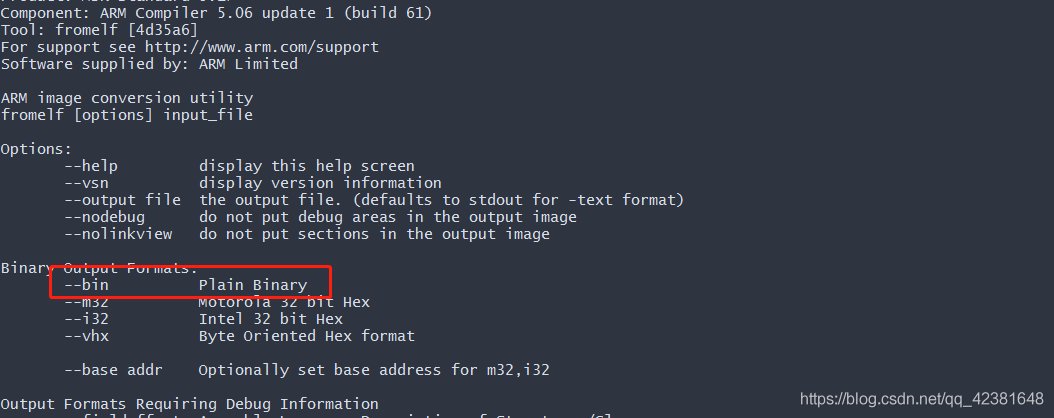 Component: ARM Compiler 5.06 update 1 (build 61)
Tool: fromelf [4d35a6]
For support see http://www.arm.com/support
Software supplied by: ARM Limited
ARM image conversion utility
fromelf [options] input_file
Options:
--help display this help screen
--vsn display version information
--output file the output file. (defaults to stdout for -text format)
--nodebug do not put debug areas in the output image
--nolinkview do not put sections in the output image
Binary Output Formats:
--bin Plain Binary
--m32 Motorola 32 bit Hex
--i32 Intel 32 bit Hex
--vhx Byte Oriented Hex format
--base addr Optionally set base address for m32,i32
Output Formats Requiring Debug Information
https://blog.csdn.net/qq_42381648